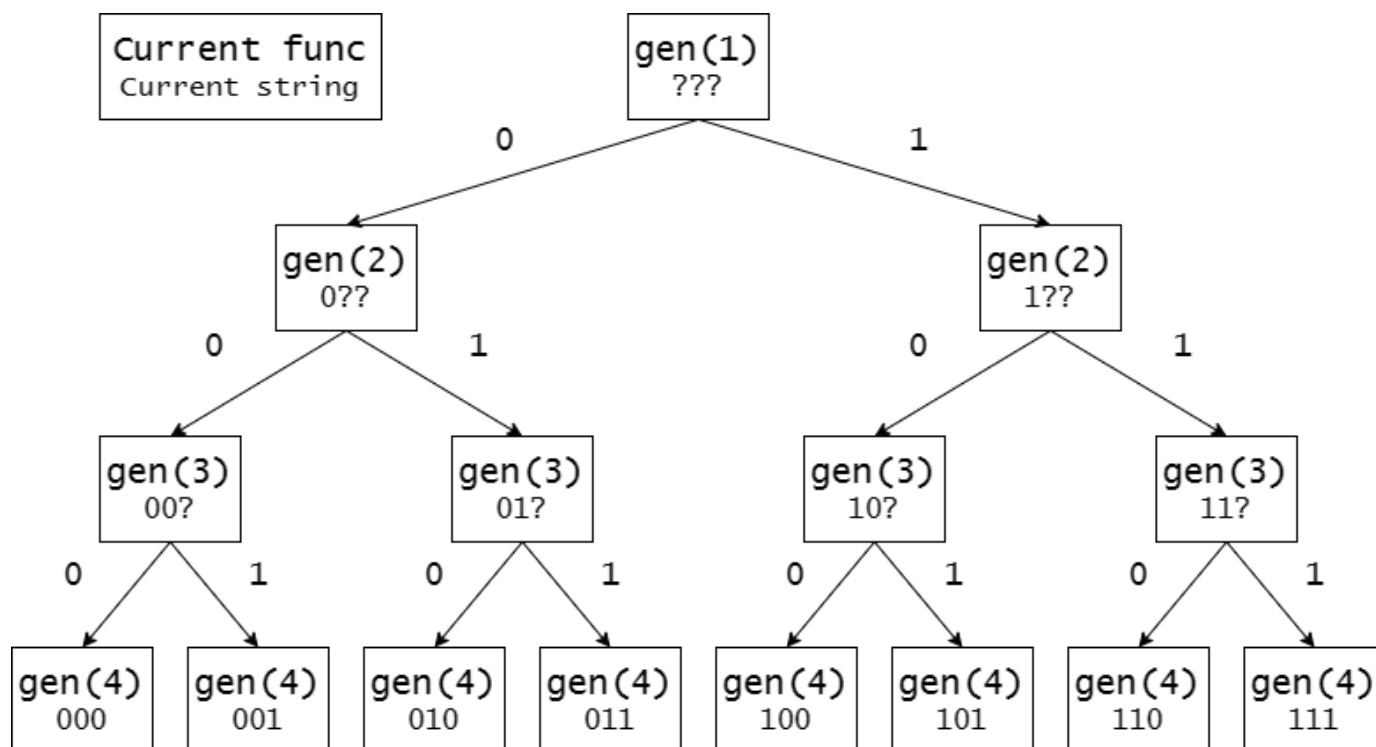 Current func
Current string
gen(1)
???
0
1
gen(2)
0??
gen(2)
1??
0
1
0
1
gen(3)
00?
gen(3)
01?
gen(3)
10?
gen(3)
11?
0
1
0
1
0
1
0
1
gen(4)
000
gen(4)
001
gen(4)
010
gen(4)
011
gen(4)
100
gen(4)
101
gen(4)
110
gen(4)
111